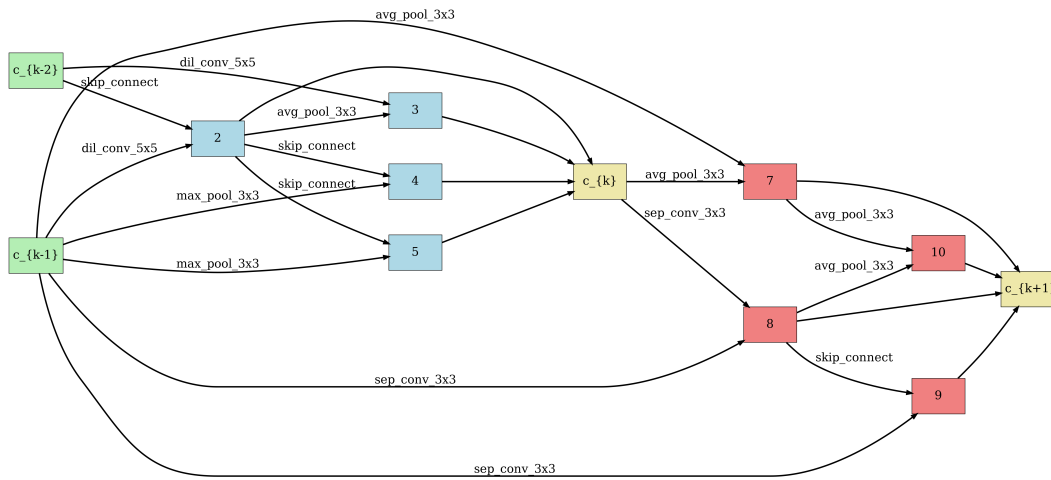 avg_pool_3x3
c_{k-2}
dil_conv_5x5
skip_connect
3
avg_pool_3x3
2
dil_conv_5x5
skip_connect
avg_pool_3x3
4
c_{k}
7
skip_connect
max_pool_3x3
sep_conv_3x3
avg_pool_3x3
c_{k-1}
5
10
max_pool_3x3
avg_pool_3x3
c_{k+1
8
skip_connect
sep_conv_3x3
9
sep_conv_3x3